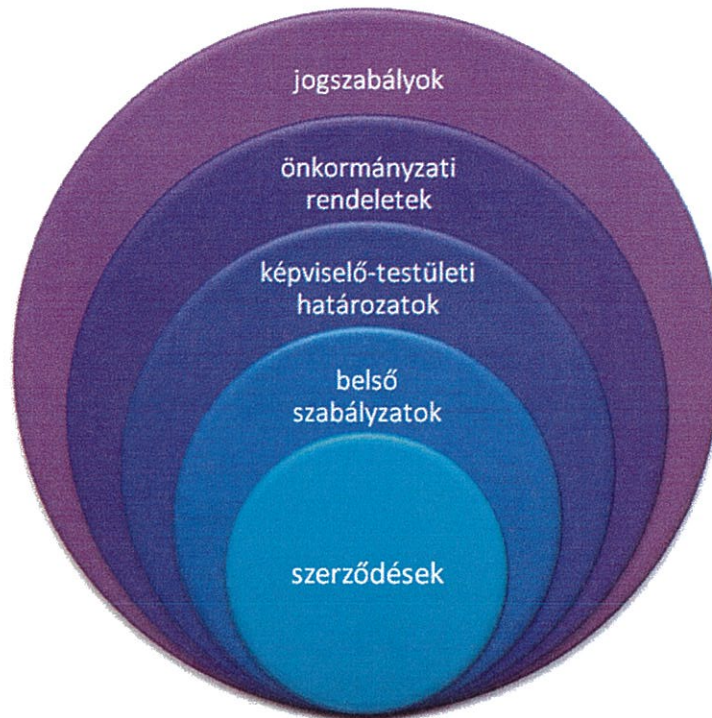 jogszabályok
önkormányzati
rendeletek
képviselő-testületi
határozatok
belső
szabályzatok
szerződések